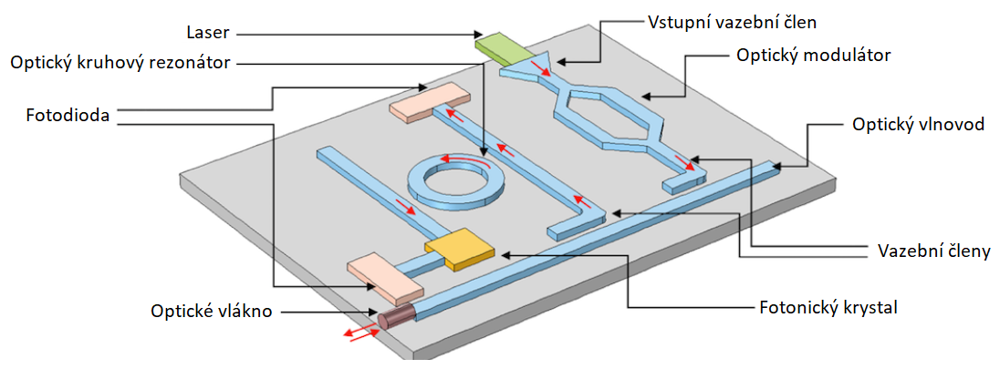 Laser
Vstupní vazební člen
Optický kruhový rezonátor
Optický modulátor
Fotodioda
Optický vlnovod
Vazební členy
Optické vlákno
Fotonický krystal